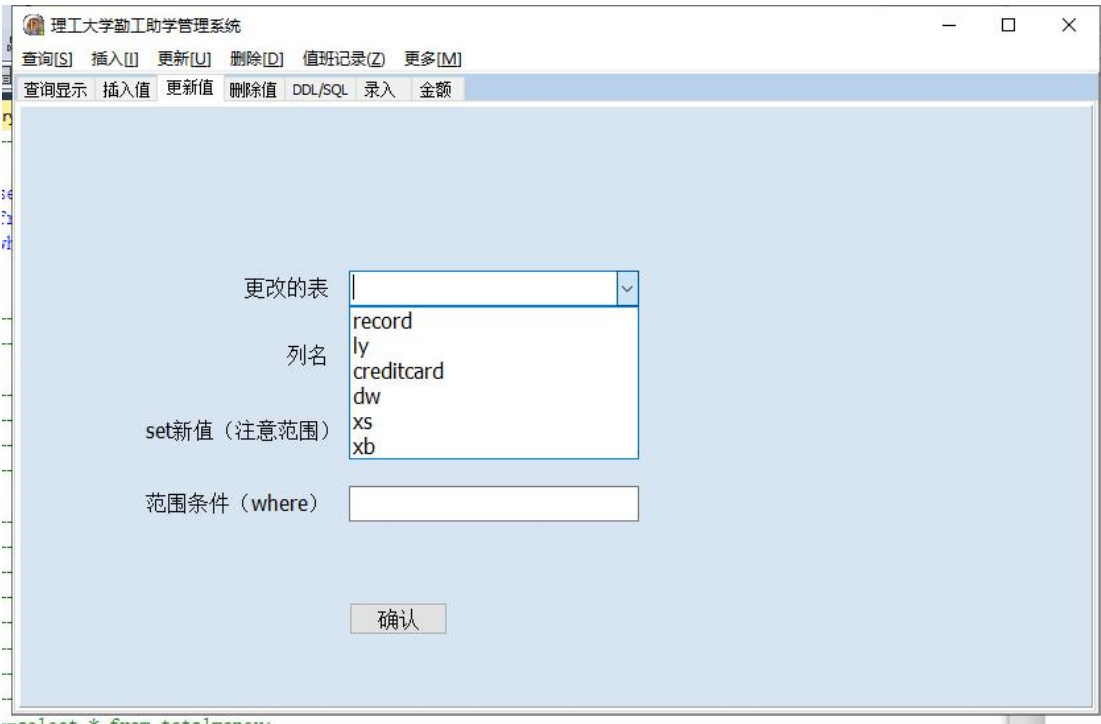 理工大学勤工助学管理系统
查询[S] 插入[I] 更新[U] 删除[D] 值班记录(Z) 更多[M]
查询显示 插入值 更新值 删除值 DDL/SQL 录入 金额
更改的表
record
ly
creditcard
dw
xs
xb
列名
set新值（注意范围）
范围条件（where）
确认
select * from totalmoney